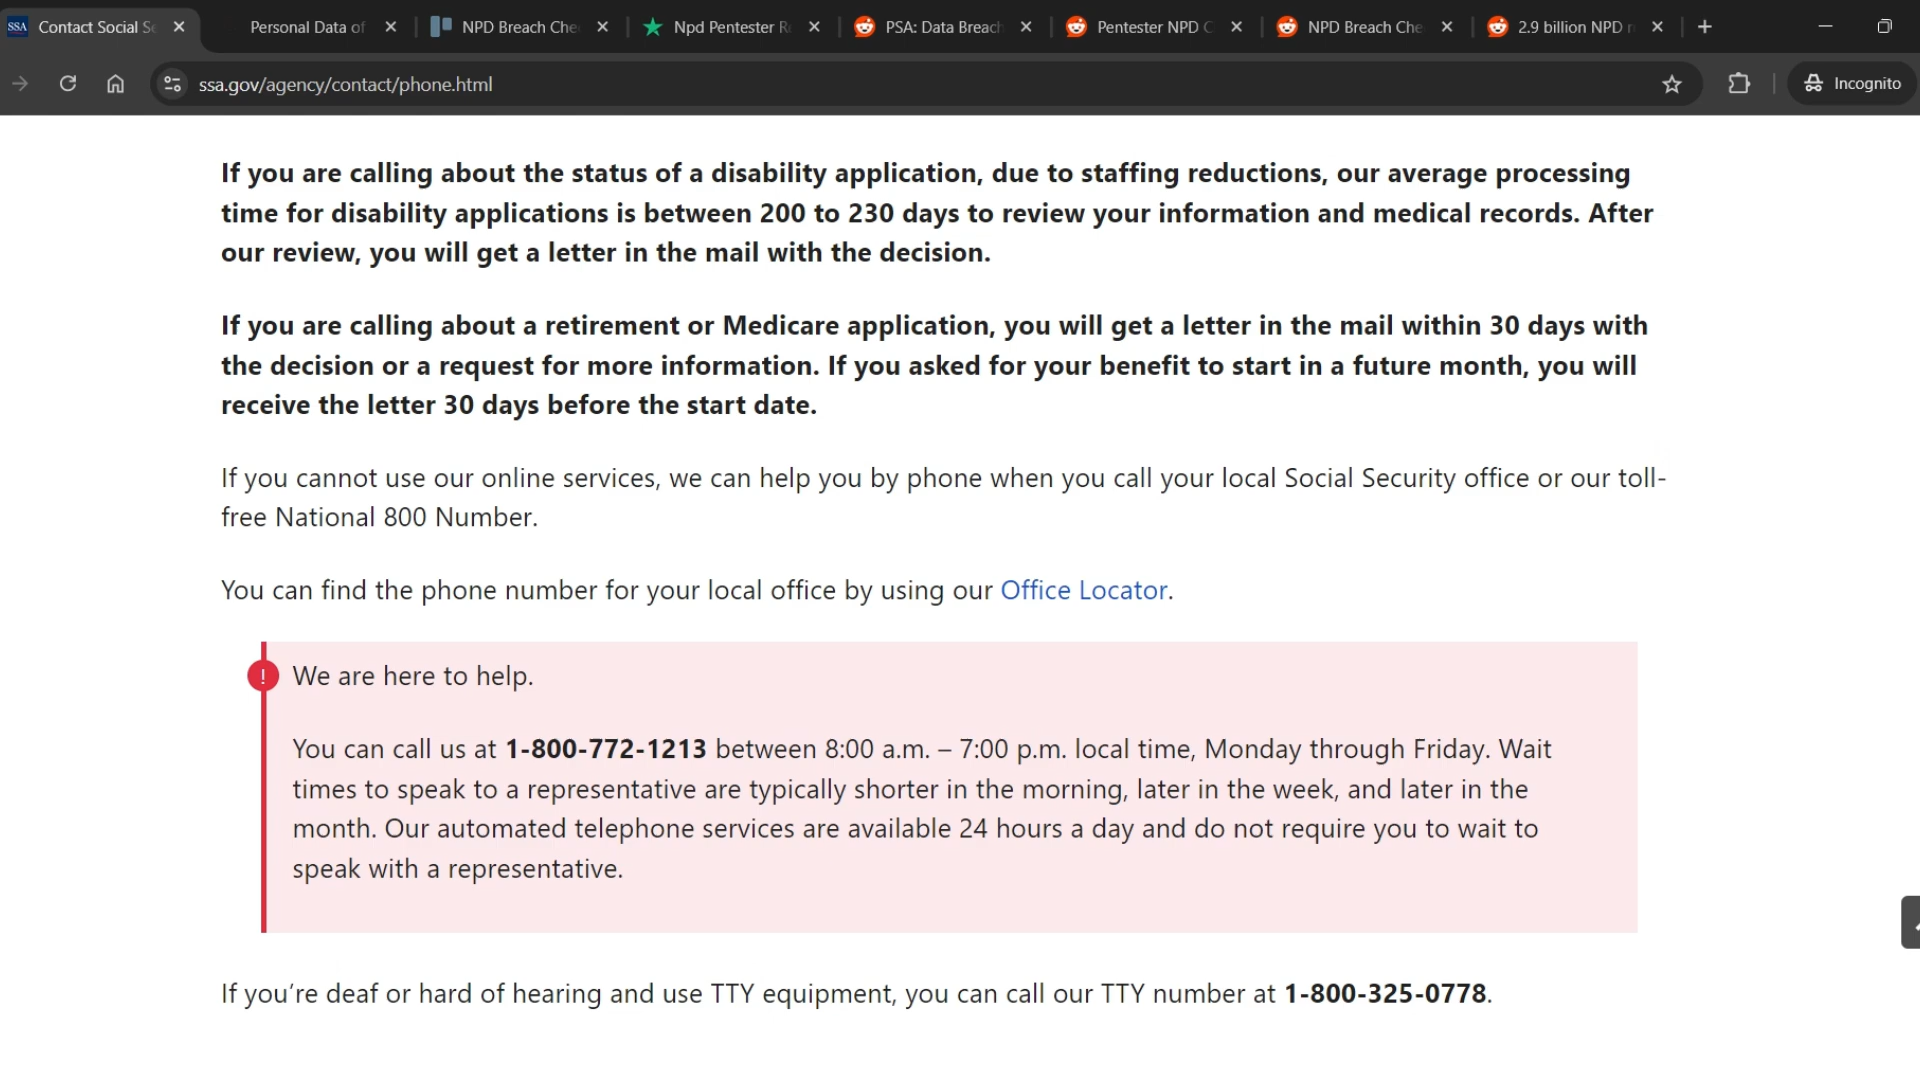 SSA Contact Social Se
Personal Data of
NPD Breach Che
Npd Pentester Re
PSA: Data Breach
Pentester NPD C
NPD Breach Che
2.9 billion NPD r
ssa.gov/agency/contact/phone.html
Incognito
If you are calling about the status of a disability application, due to staffing reductions, our average processing
time for disability applications is between 200 to 230 days to review your information and medical records. After
our review, you will get a letter in the mail with the decision.
If you are calling about a retirement or Medicare application, you will get a letter in the mail within 30 days with
the decision or a request for more information. If you asked for your benefit to start in a future month, you will
receive the letter 30 days before the start date.
If you cannot use our online services, we can help you by phone when you call your local Social Security office or our toll-
free National 800 Number.
You can find the phone number for your local office by using our Office Locator.
! We are here to help.
You can call us at 1-800-772-1213 between 8:00 a.m. – 7:00 p.m. local time, Monday through Friday. Wait
times to speak to a representative are typically shorter in the morning, later in the week, and later in the
month. Our automated telephone services are available 24 hours a day and do not require you to wait to
speak with a representative.
If you’re deaf or hard of hearing and use TTY equipment, you can call our TTY number at 1-800-325-0778.